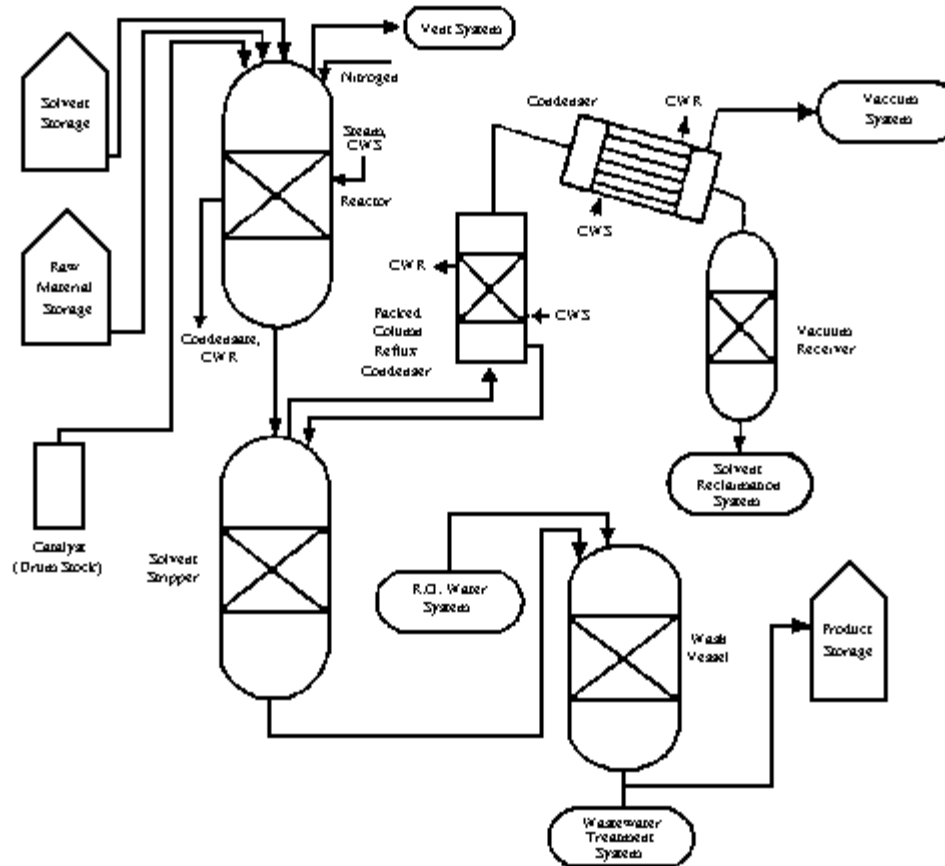 Vent System
Solvent
Storage
Nitrogen
Condenser
CWR
Vaccum
System
Steam,
CWS
Reactor
CWS
Raw
Material
Storage
CWR
Packed
Column
Reflux
Condenser
CWS
Vacuum
Receiver
Condensate,
CWR
Solvent
Reclamation
System
Catalyst
(Drum Stock)
Solvent
Stripper
R.O. Water
System
Wash
Vessel
Product
Storage
Wastewater
Treatment
System